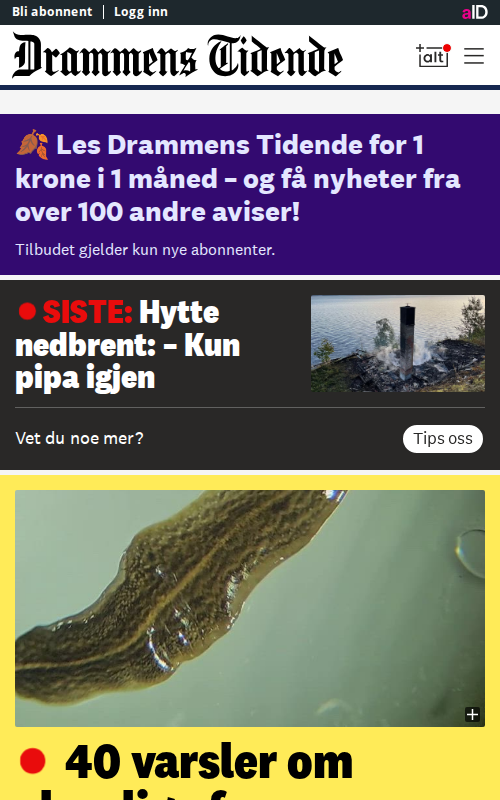 Bli abonnent | Logg inn
aID
Drammens Tidende
+alt
Les Drammens Tidende for 1
krone i 1 måned – og få nyheter fra
over 100 andre aviser!
Tilbudet gjelder kun nye abonnenter.
SISTE: Hytte
nedbrent: – Kun
pipa igjen
Vet du noe mer?
Tips oss
40 varsler om